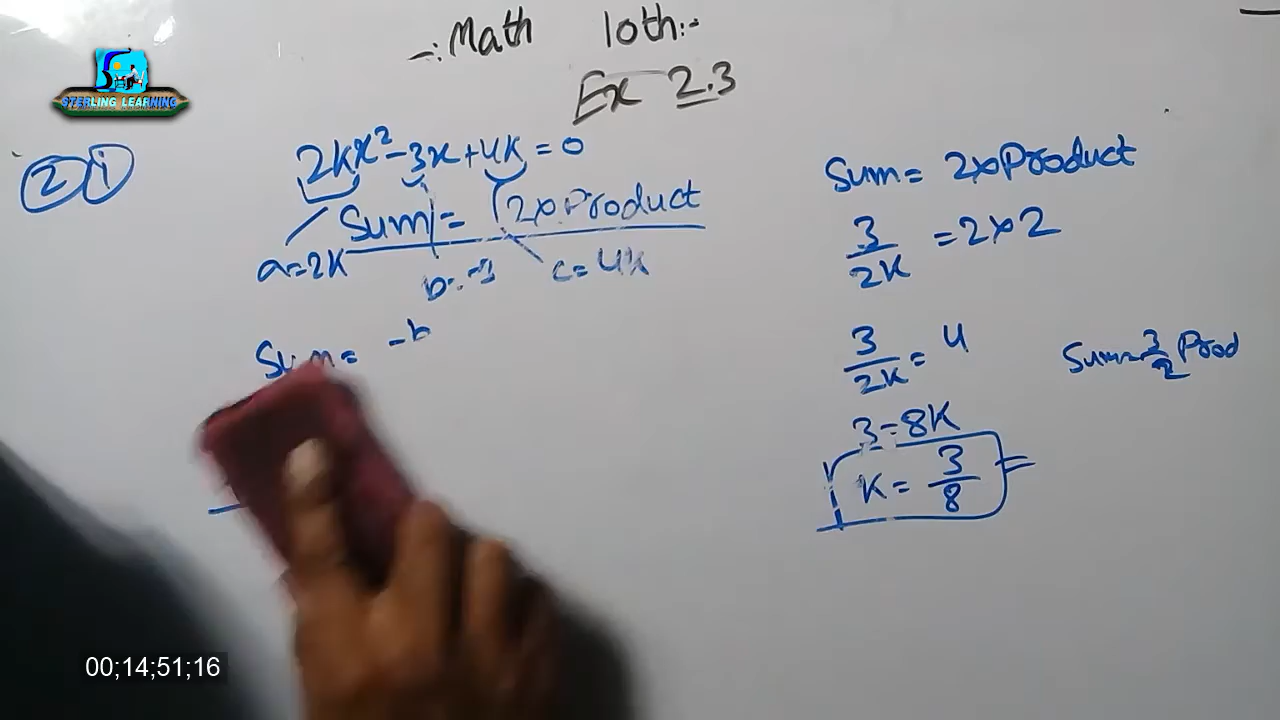 -: Math 10th:-
Ex 2.3
STERLING LEARNING
2 i
2kx² - 3x + 4k = 0
Sum = 2x Product
a = 2k
b = -3
c = 4k
Sum = -b
Sum = 2x Product
3/2k = 2x2
3/2k = 4
Sum = 3/2 Prod
3 = 8k
k = 3/8
00;14;51;16